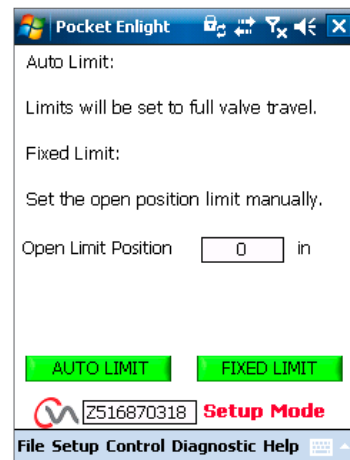 Pocket Enlight
Auto Limit:
Limits will be set to full valve travel.
Fixed Limit:
Set the open position limit manually.
Open Limit Position 0 in
AUTO LIMIT FIXED LIMIT
Z516870318 Setup Mode
File Setup Control Diagnostic Help